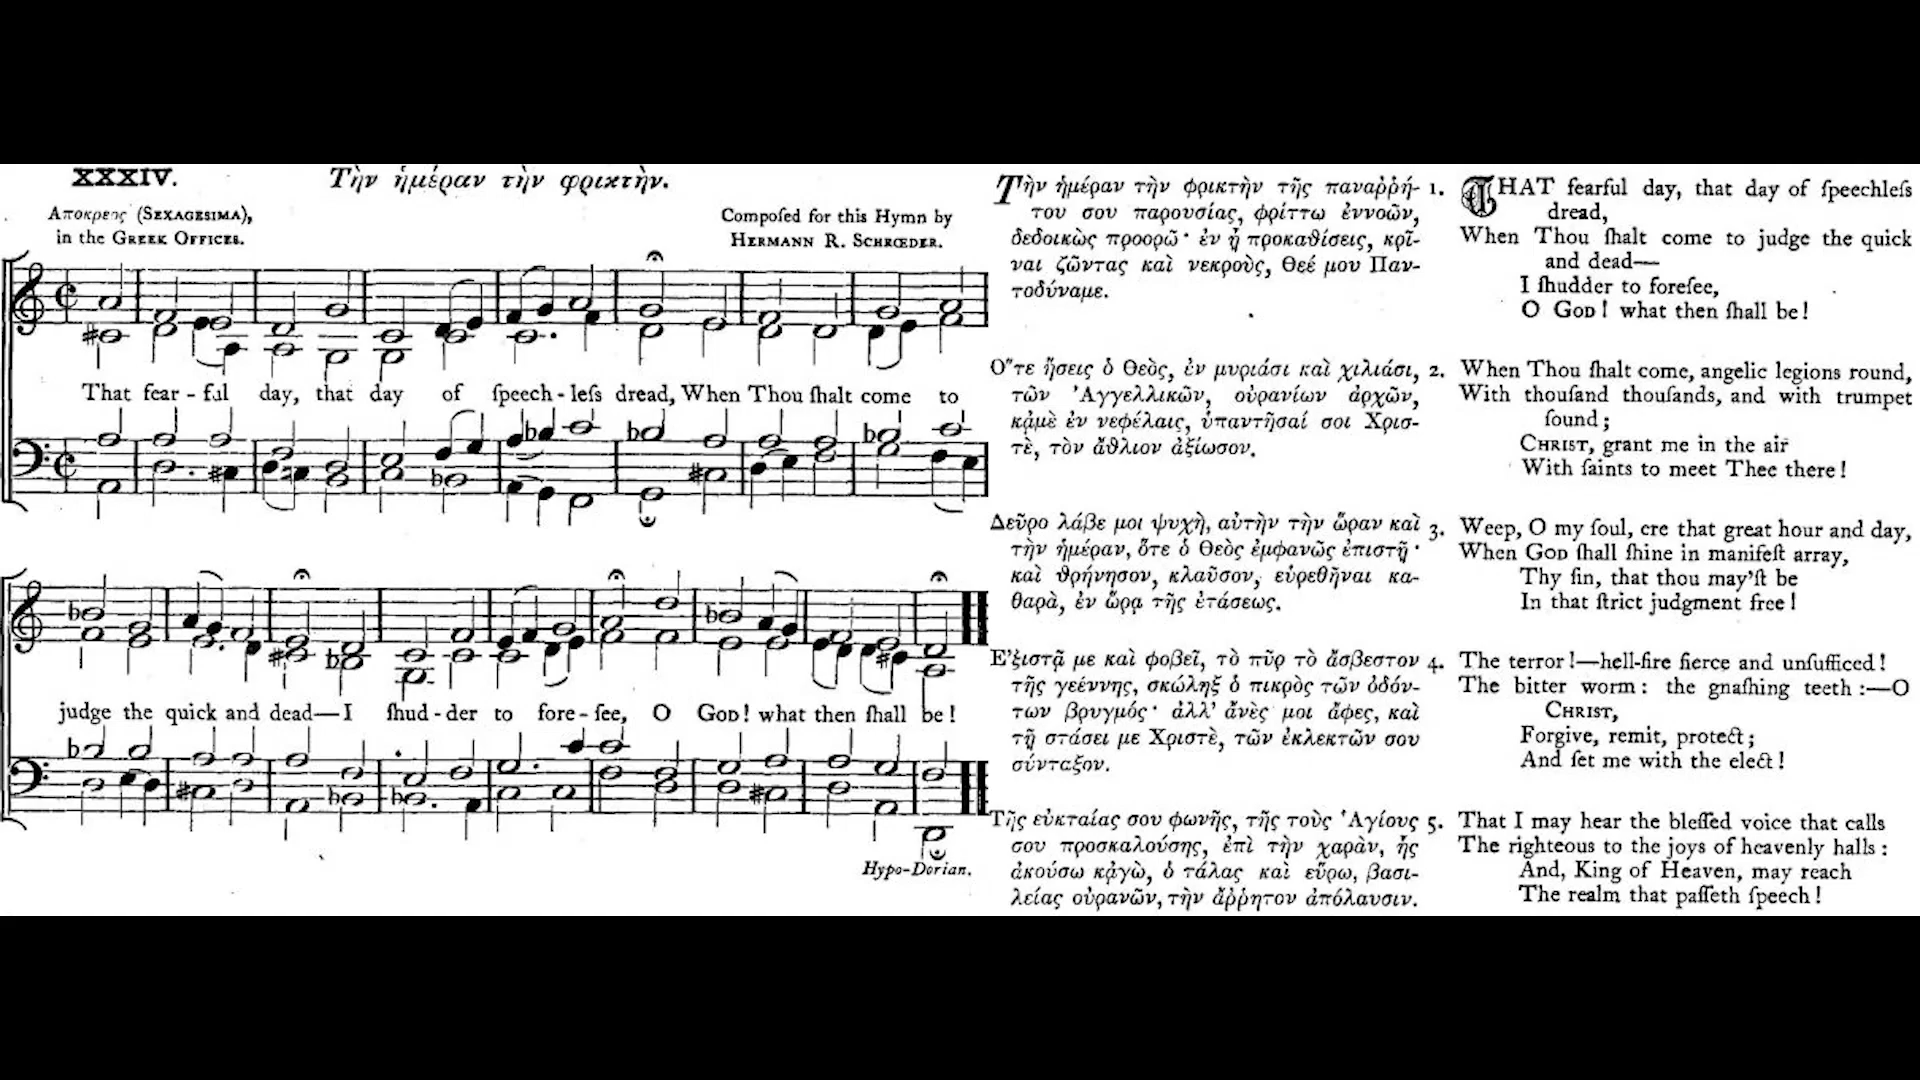 XXXIV.
Τὴν ἡμέραν τὴν φρικτὴν.
Αποκρεος (SEXAGESIMA),
in the GREEK OFFICES.
Compoſed for this Hymn by
HERMANN R. SCHRŒDER.
That fear - ful day, that day of ſpeech - leſs dread, When Thou ſhalt come to
judge the quick and dead—I ſhud - der to fore - ſee, O GOD! what then ſhall be!
Hypo-Dorian.
Τὴν ἡμέραν τὴν φρικτὴν τῆς παναῤῥή-
του σου παρουσίας, φρίττω ἐννοῶν,
δεδοικὼς προορῶ· ἐν ᾗ προκαθίσεις, κρῖ-
ναι ζῶντας καὶ νεκροὺς, Θεέ μου Παν-
τοδύναμε.
Ο῞τε ἥσεις ὁ Θεὸς, ἐν μυριάσι καὶ χιλιάσι,
τῶν Ἀγγελλικῶν, οὐρανίων ἀρχῶν,
κᾀμὲ ἐν νεφέλαις, ὑπαντῆσαί σοι Χρισ-
τὲ, τὸν ἄθλιον ἀξίωσον.
Δεῦρο λάβε μοι ψυχὴ, αὐτὴν τὴν ὥραν καὶ
τὴν ἡμέραν, ὅτε ὁ Θεὸς ἐμφανῶς ἐπιστῇ·
καὶ θρήνησον, κλαῦσον, εὑρεθῆναι κα-
θαρὰ, ἐν ὥρᾳ τῆς ἐτάσεως.
Ε᾿ξιστᾷ με καὶ φοβεῖ, τὸ πῦρ τὸ ἄσβεστον
τῆς γεέννης, σκώληξ ὁ πικρὸς τῶν ὀδόν-
των βρυγμός· ἀλλ' ἄνὲς μοι ἄφες, καὶ
τῇ στάσει με Χριστὲ, τῶν ἐκλεκτῶν σου
σύνταξον.
Τῆς εὐκταίας σου φωνῆς, τῆς τοὺς Ἁγίους
σου προσκαλούσης, ἐπὶ τὴν χαρὰν, ἧς
ἀκούσω κᾀγὼ, ὁ τάλας καὶ εὕρω, βασι-
λείας οὐρανῶν, τὴν ἄῤῥητον ἀπόλαυσιν.
1. THAT fearful day, that day of ſpeechleſs
dread,
When Thou ſhalt come to judge the quick
and dead—
I ſhudder to foreſee,
O GOD! what then ſhall be!
2. When Thou ſhalt come, angelic legions round,
With thouſand thouſands, and with trumpet
ſound;
CHRIST, grant me in the air
With ſaints to meet Thee there!
3. Weep, O my ſoul, ere that great hour and day,
When GOD ſhall ſhine in manifeſt array,
Thy ſin, that thou may'ſt be
In that ſtrict judgment free!
4. The terror!—hell-fire fierce and unſufficed!
The bitter worm: the gnaſhing teeth:—O
CHRIST,
Forgive, remit, protect;
And ſet me with the elect!
5. That I may hear the bleſſed voice that calls
The righteous to the joys of heavenly halls:
And, King of Heaven, may reach
The realm that paſſeth ſpeech!